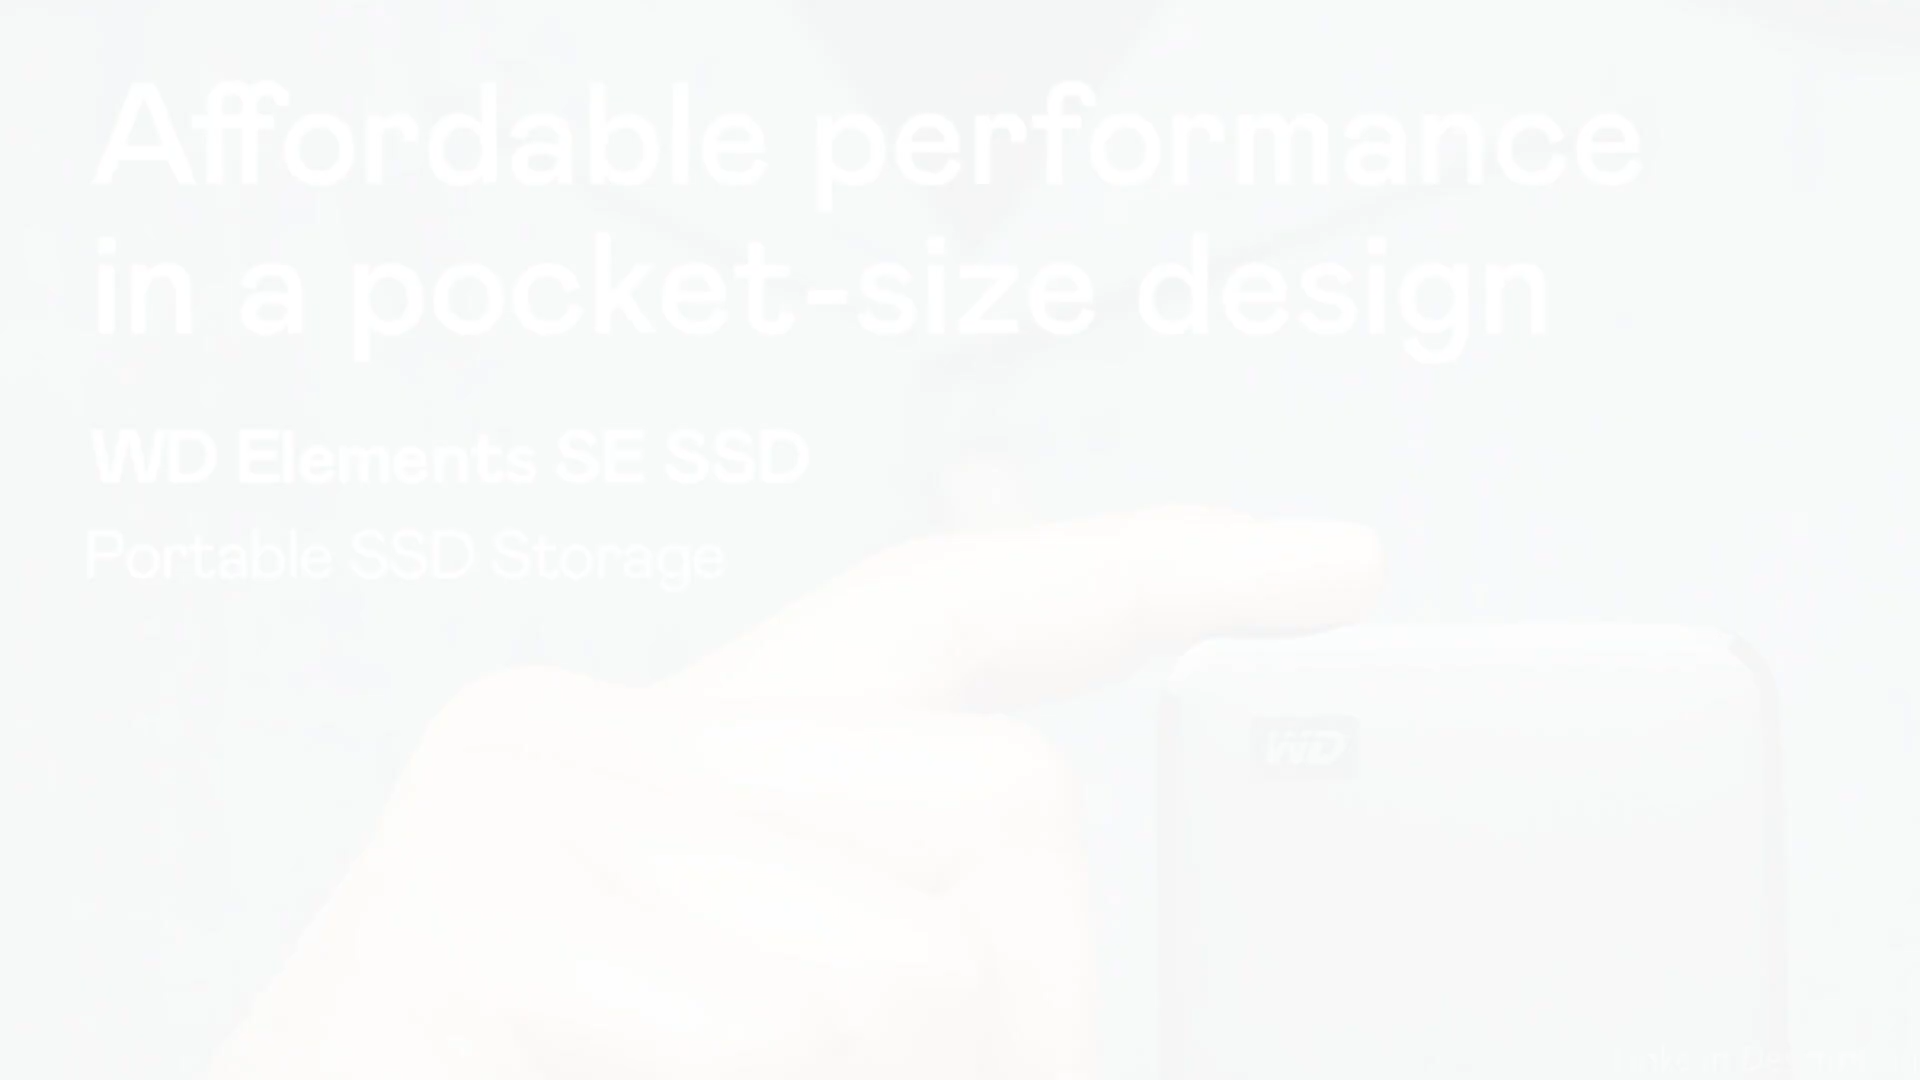 Affordable performance
in a pocket-size design
WD Elements SE SSD
Portable SSD Storage
WD